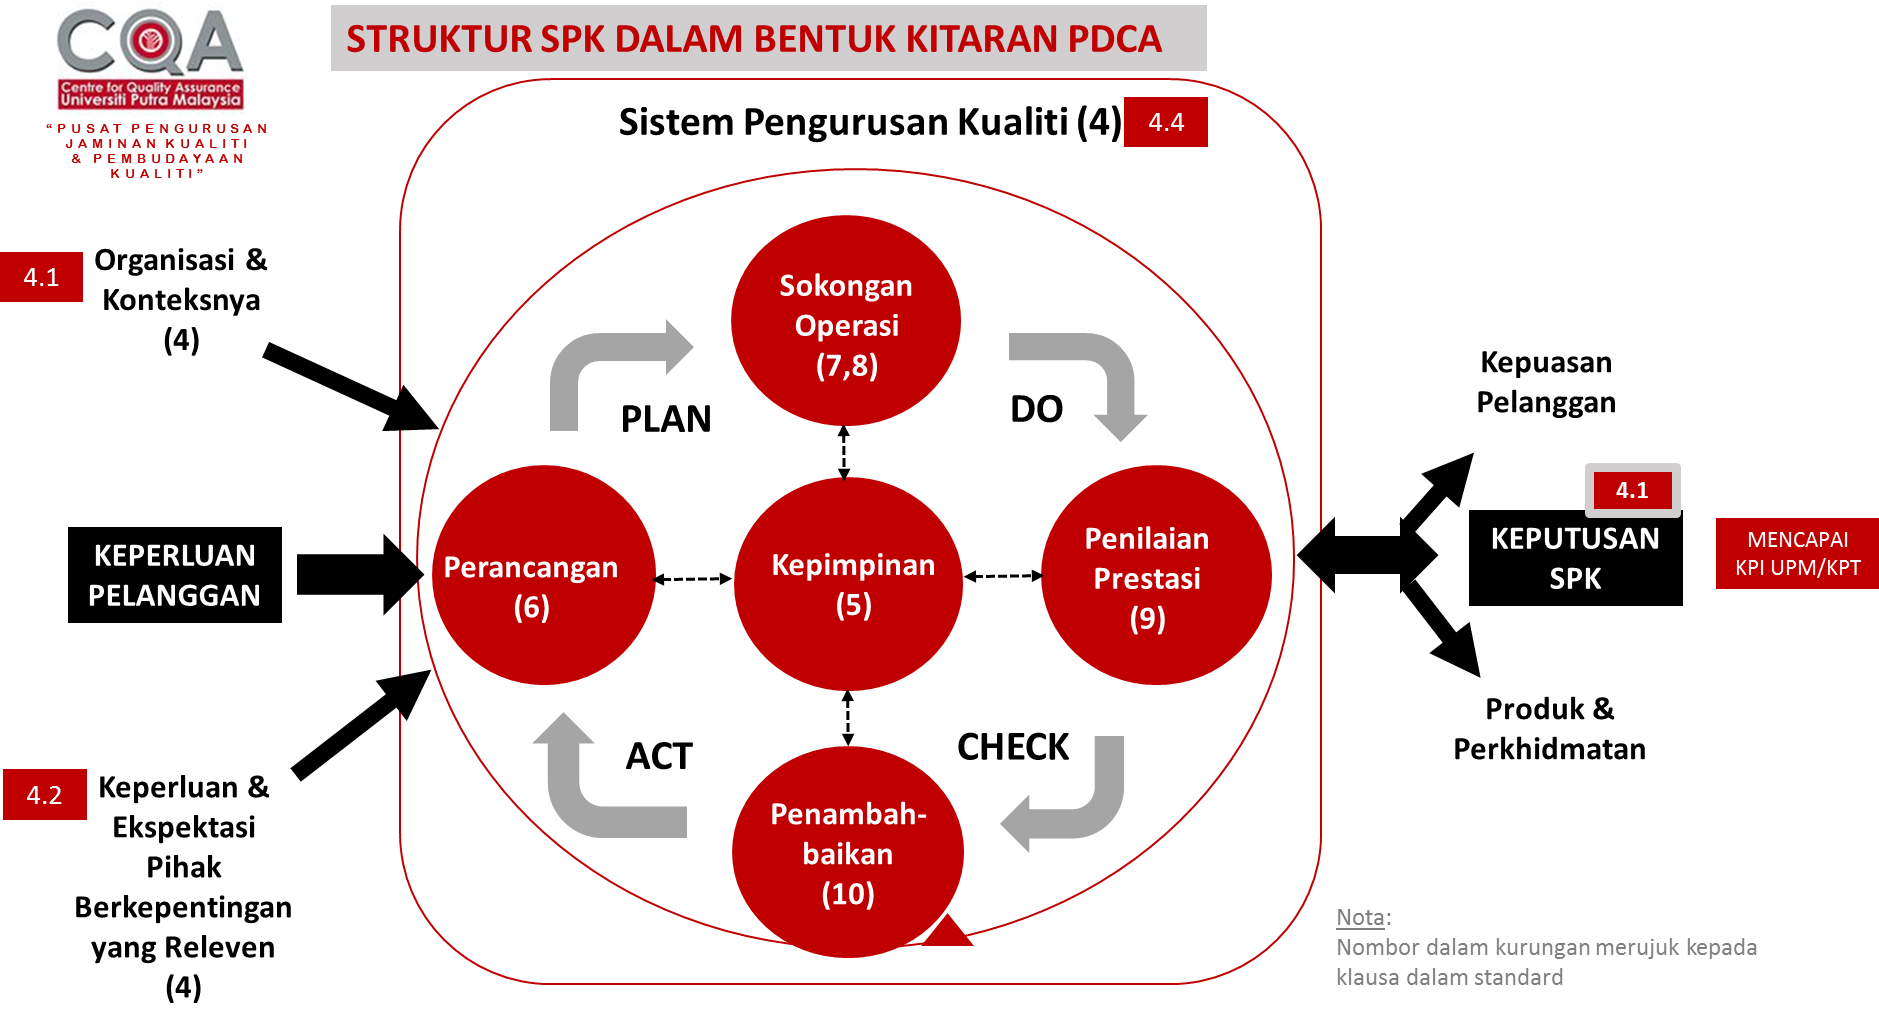 CQA
Centre for Quality Assurance
Universiti Putra Malaysia
“PUSAT PENGURUSAN
JAMINAN KUALITI
& PEMBUDAYAAN
KUALITI”
STRUKTUR SPK DALAM BENTUK KITARAN PDCA
Sistem Pengurusan Kualiti (4)
4.4
4.1
Organisasi &
Konteksnya
(4)
KEPERLUAN
PELANGGAN
4.2
Keperluan &
Ekspektasi
Pihak
Berkepentingan
yang Releven
(4)
Sokongan
Operasi
(7,8)
PLAN
DO
Perancangan
(6)
Kepimpinan
(5)
Penilaian
Prestasi
(9)
ACT
CHECK
Penambah-
baikan
(10)
Kepuasan
Pelanggan
4.1
KEPUTUSAN
SPK
MENCAPAI
KPI UPM/KPT
Produk &
Perkhidmatan
Nota:
Nombor dalam kurungan merujuk kepada
klausa dalam standard